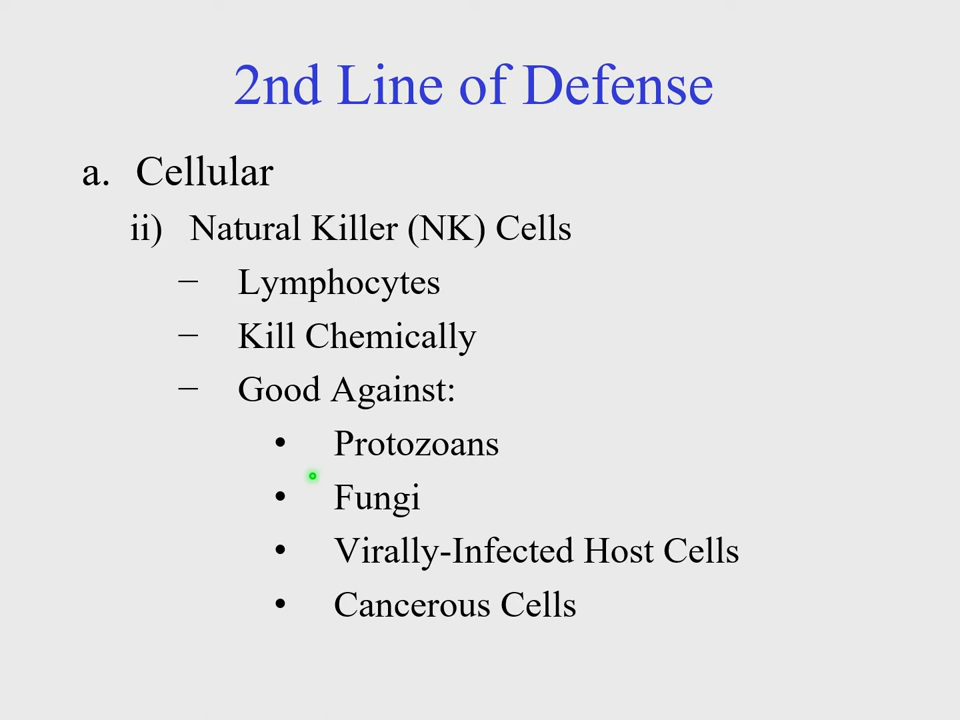 2nd Line of Defense
a. Cellular
ii) Natural Killer (NK) Cells
– Lymphocytes
– Kill Chemically
– Good Against:
• Protozoans
• Fungi
• Virally-Infected Host Cells
• Cancerous Cells